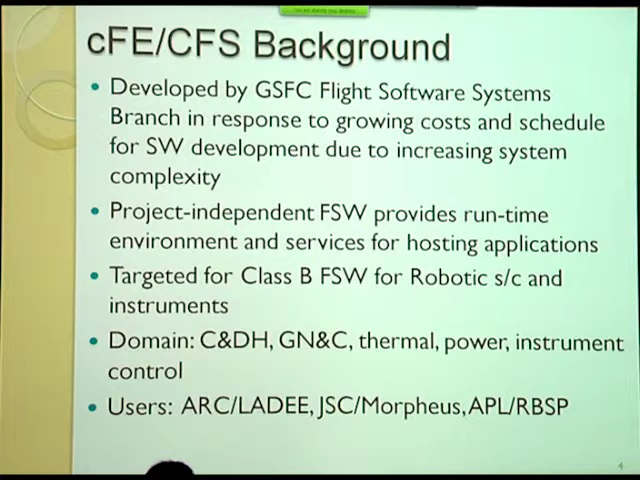 cFE/CFS Background
• Developed by GSFC Flight Software Systems
Branch in response to growing costs and schedule
for SW development due to increasing system
complexity
• Project-independent FSW provides run-time
environment and services for hosting applications
• Targeted for Class B FSW for Robotic s/c and
instruments
• Domain: C&DH, GN&C, thermal, power, instrument
control
• Users: ARC/LADEE, JSC/Morpheus, APL/RBSP
4